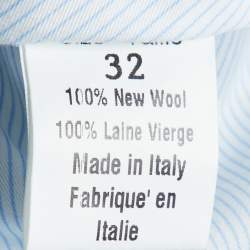 32
100% New Wool
100% Laine Vierge
Made in Italy
Fabrique' en
Italie